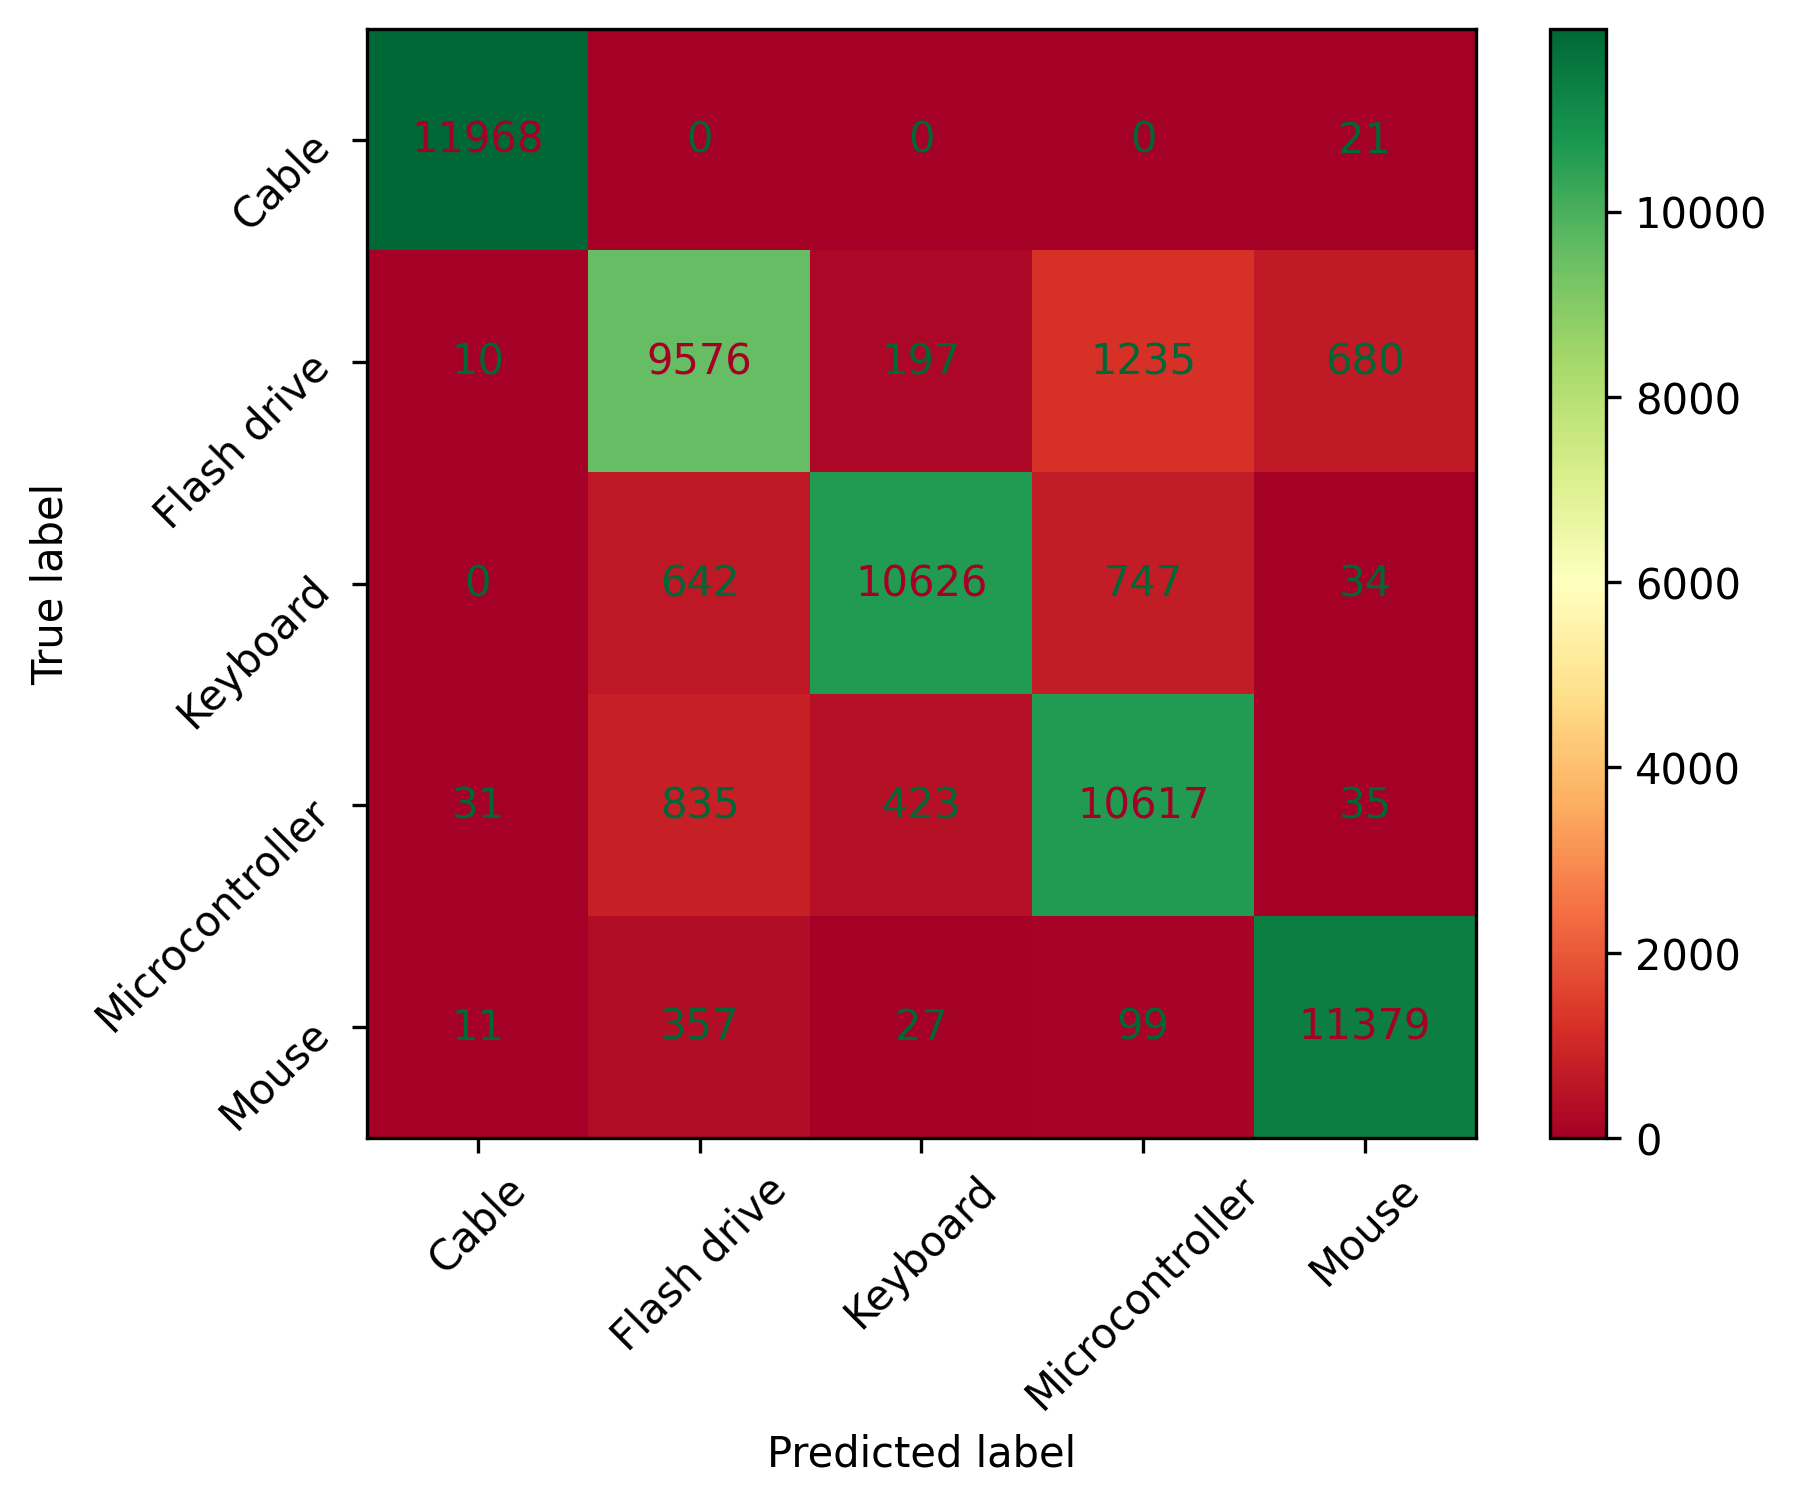 True label
Cable
Flash drive
Keyboard
Microcontroller
Mouse
11968 0 0 0 21
10 9576 197 1235 680
0 642 10626 747 34
31 835 423 10617 35
11 357 27 99 11379
Cable Flash drive Keyboard Microcontroller Mouse
Predicted label
10000
8000
6000
4000
2000
0